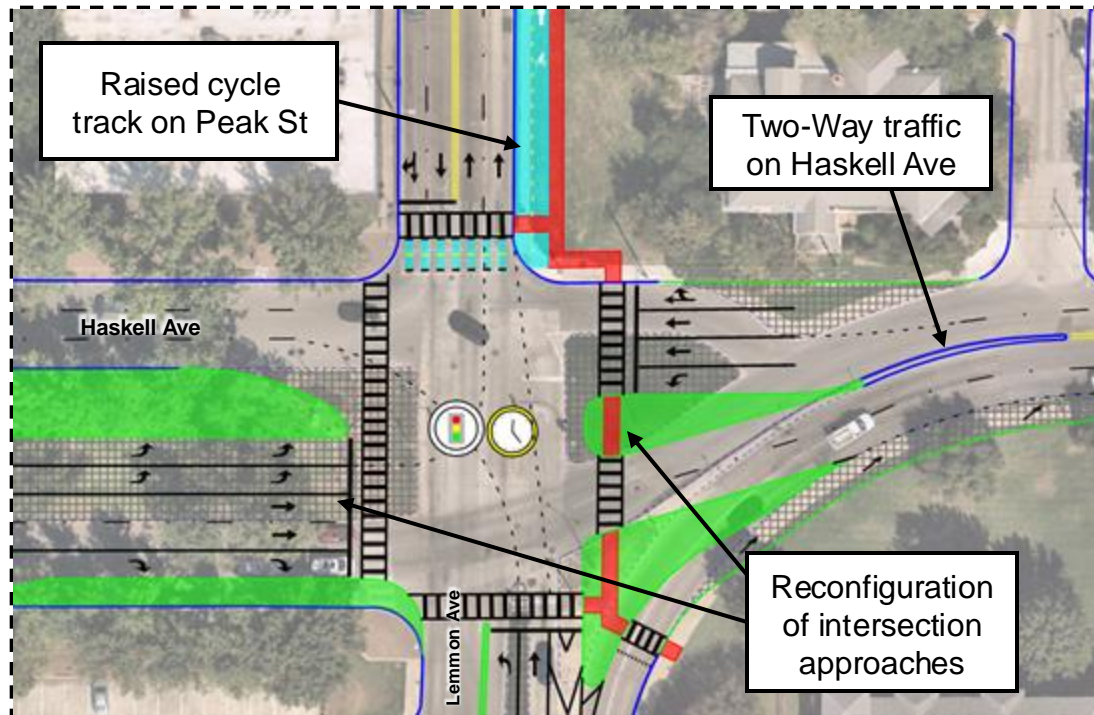 Raised cycle
track on Peak St
Two-Way traffic
on Haskell Ave
Haskell Ave
Lemmon Ave
Reconfiguration
of intersection
approaches